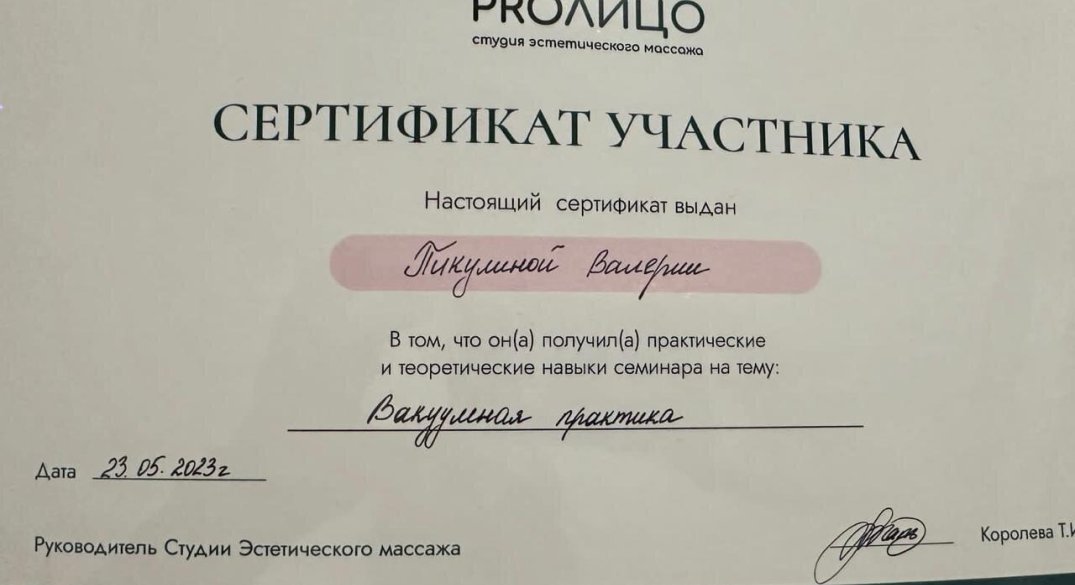 PROЛИЦО
студия эстетического массажа
СЕРТИФИКАТ УЧАСТНИКА
Настоящий сертификат выдан
Пикулиной Валерии
В том, что он(а) получил(а) практические
и теоретические навыки семинара на тему:
Вакуумная практика
Дата 23.05.2023г
Руководитель Студии Эстетического массажа
Королева Т.И